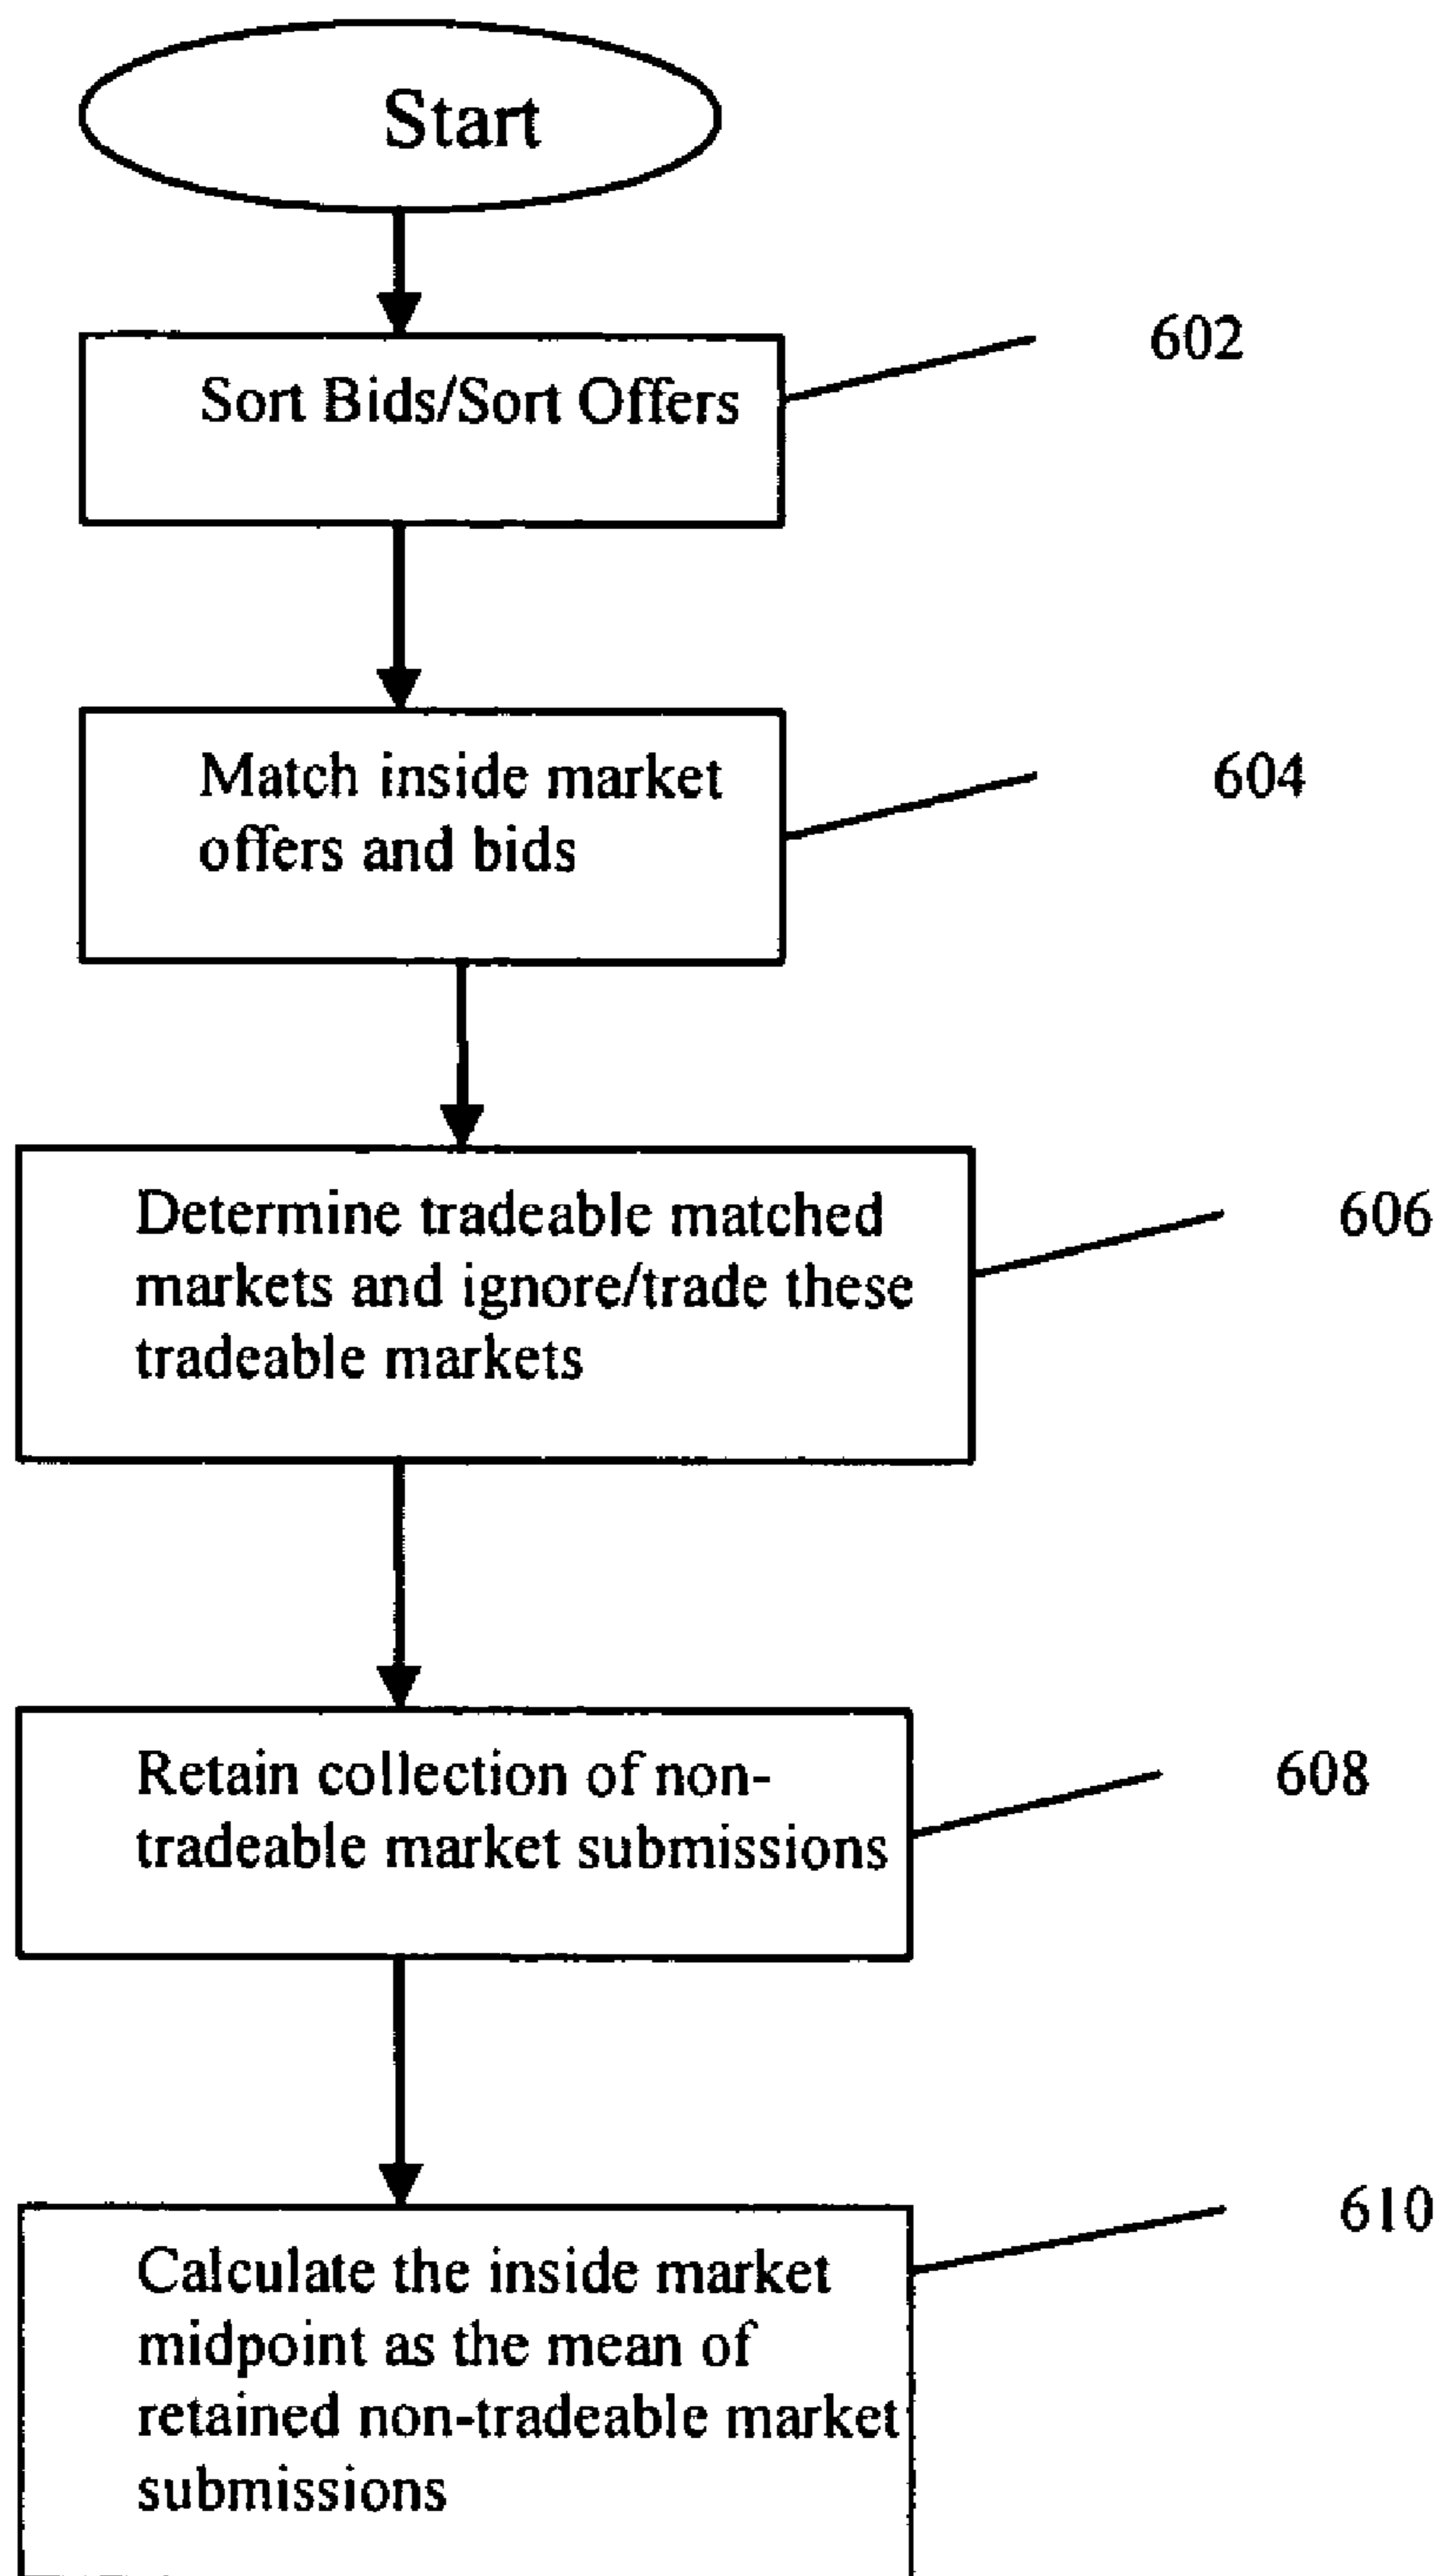 Start
602
Sort Bids/Sort Offers
604
Match inside market
offers and bids
606
Determine tradeable matched
markets and ignore/trade these
tradeable markets
608
Retain collection of non-
tradeable market submissions
610
Calculate the inside market
midpoint as the mean of
retained non-tradeable market
submissions